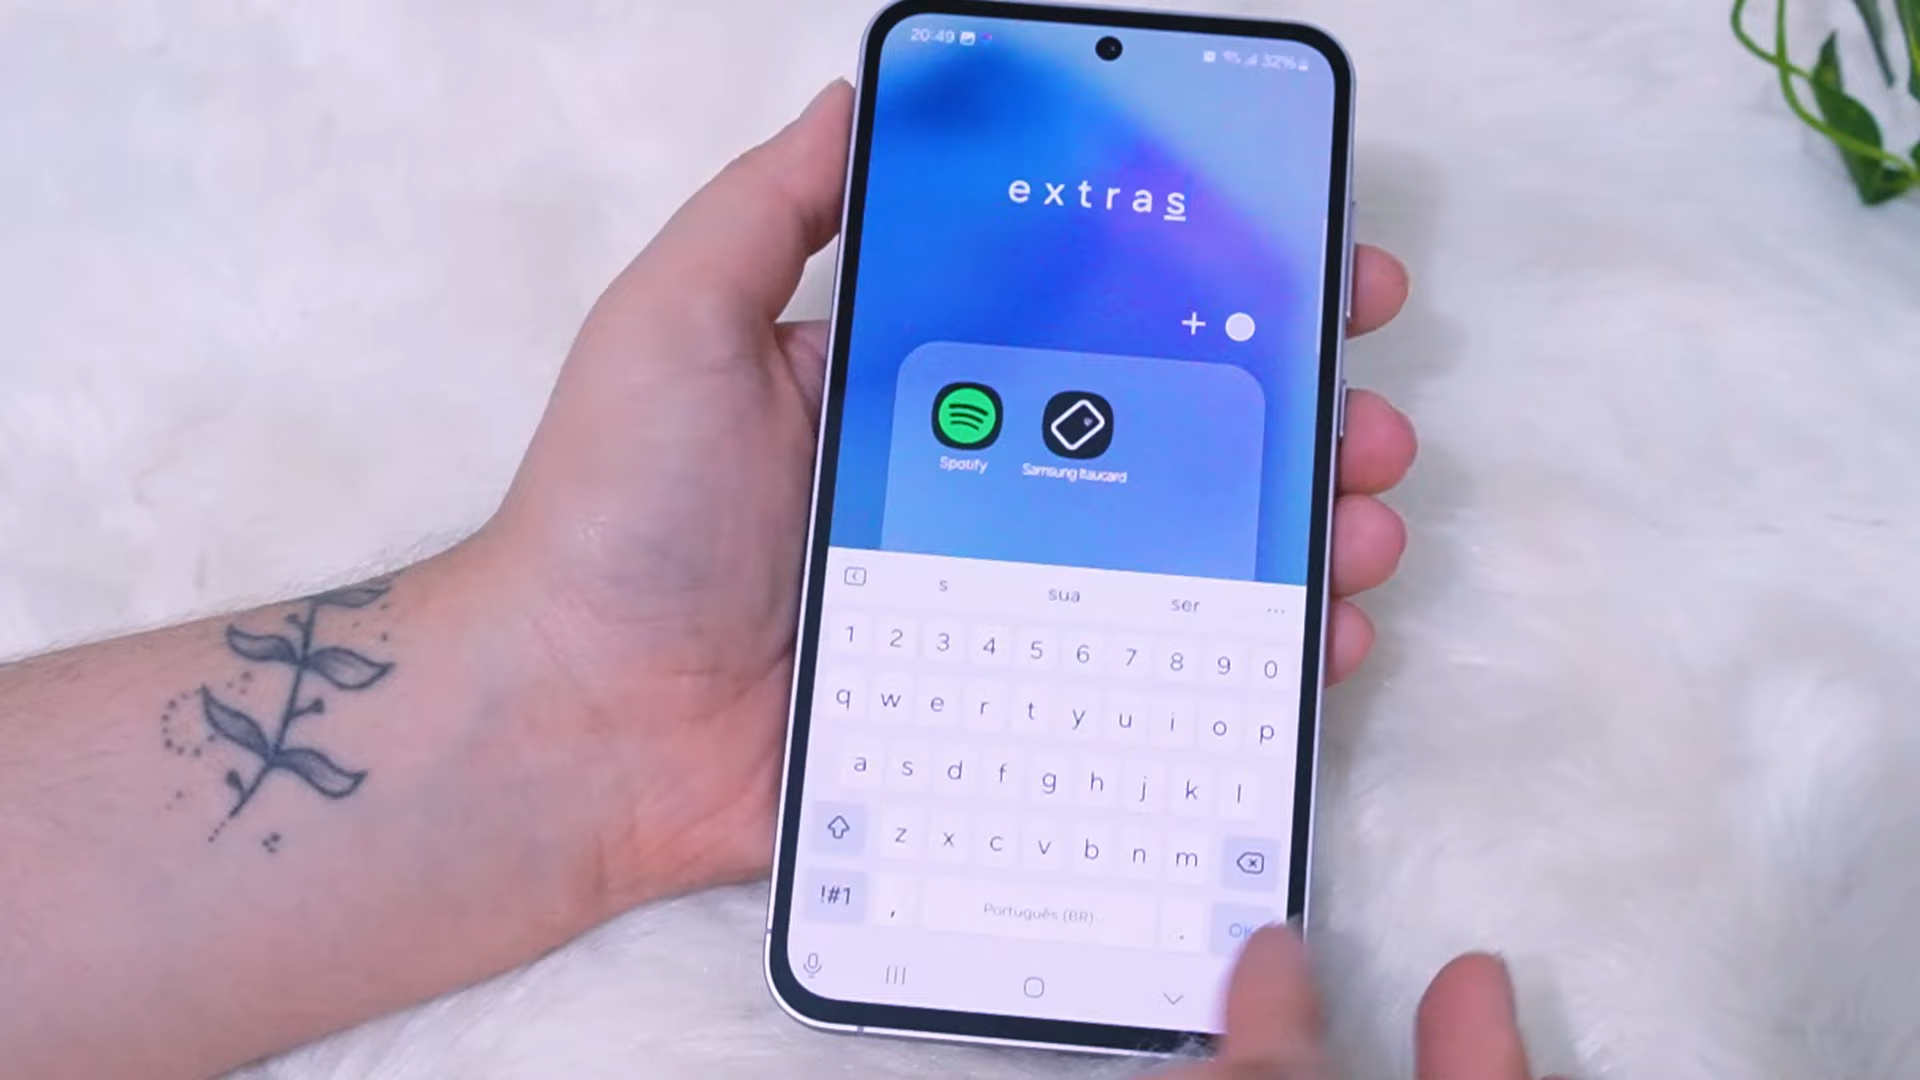 20:49
32%
e x t r a s
+
Spotify
Samsung Itaucard
s sua ser ...
1 2 3 4 5 6 7 8 9 0
q w e r t y u i o p
a s d f g h j k l
z x c v b n m
!#1 , Português (BR) . OK